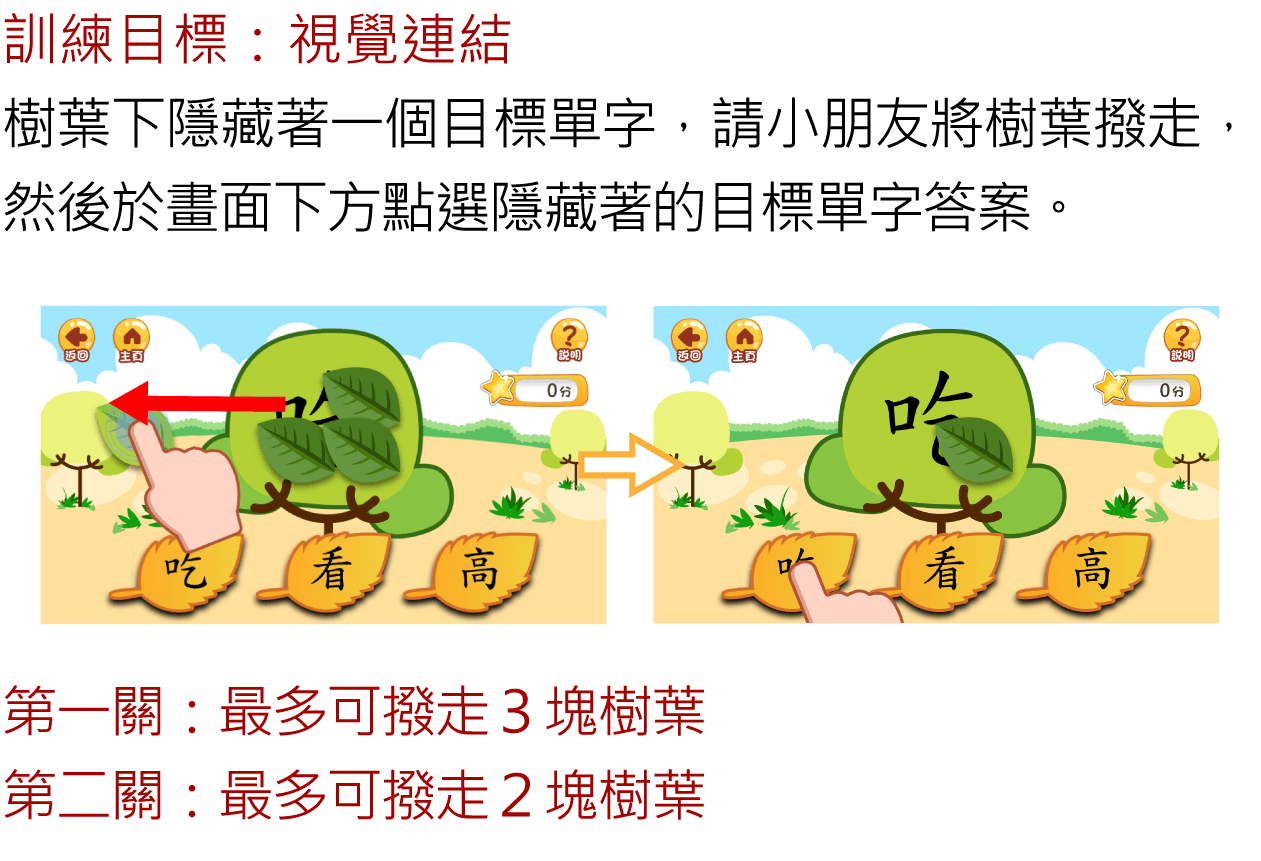 訓練目標：視覺連結
樹葉下隱藏著一個目標單字，請小朋友將樹葉撥走，
然後於畫面下方點選隱藏著的目標單字答案。
返回
主頁
說明
0分
吃
看
高
返回
主頁
說明
0分
吃
吃
看
高
第一關：最多可撥走3塊樹葉
第二關：最多可撥走2塊樹葉